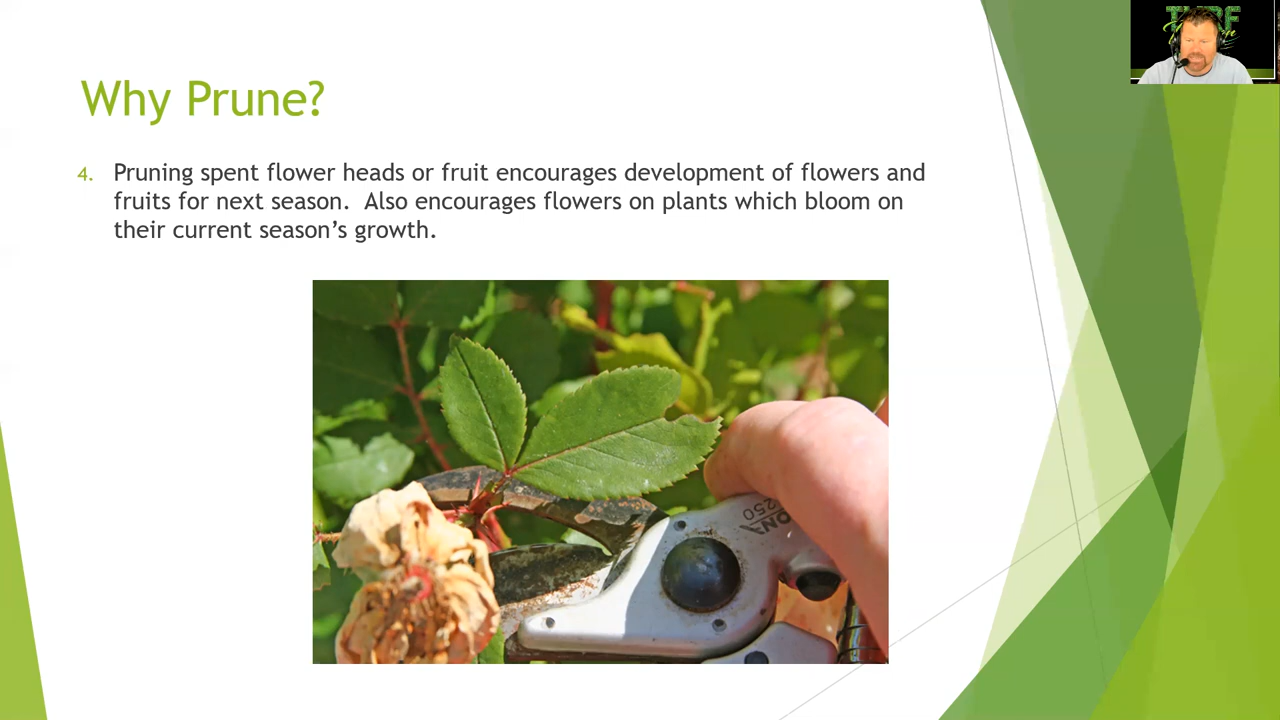 Why Prune?
4. Pruning spent flower heads or fruit encourages development of flowers and
fruits for next season.  Also encourages flowers on plants which bloom on
their current season’s growth.
250